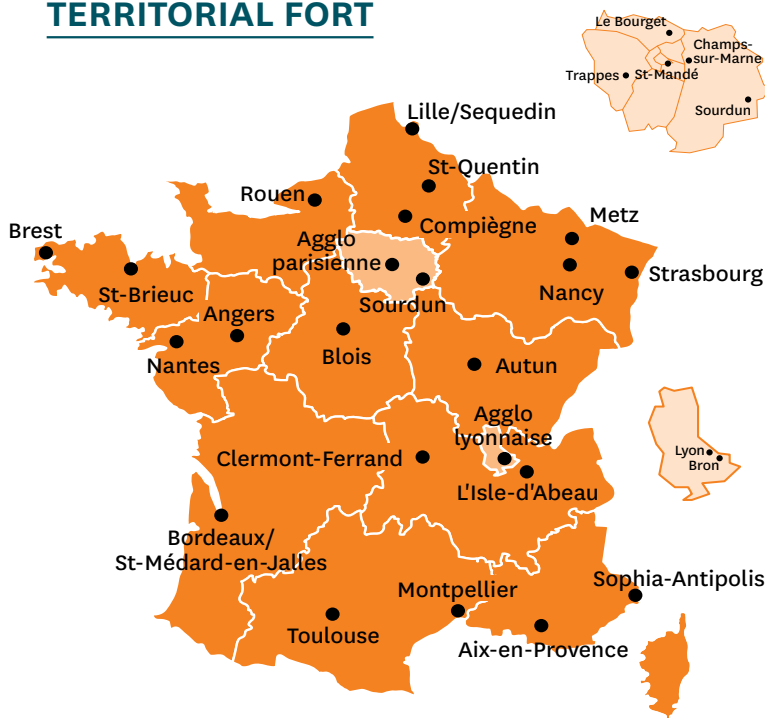 TERRITORIAL FORT
Le Bourget
Champs-
sur-Marne
Trappes
St-Mandé
Sourdun
Lille/Sequedin
St-Quentin
Rouen
Compiègne
Metz
Brest
Agglo
parisienne
Strasbourg
St-Brieuc
Sourdun
Nancy
Angers
Nantes
Blois
Autun
Agglo
lyonnaise
Lyon
Bron
Clermont-Ferrand
L'Isle-d'Abeau
Bordeaux/
St-Médard-en-Jalles
Montpellier
Sophia-Antipolis
Toulouse
Aix-en-Provence